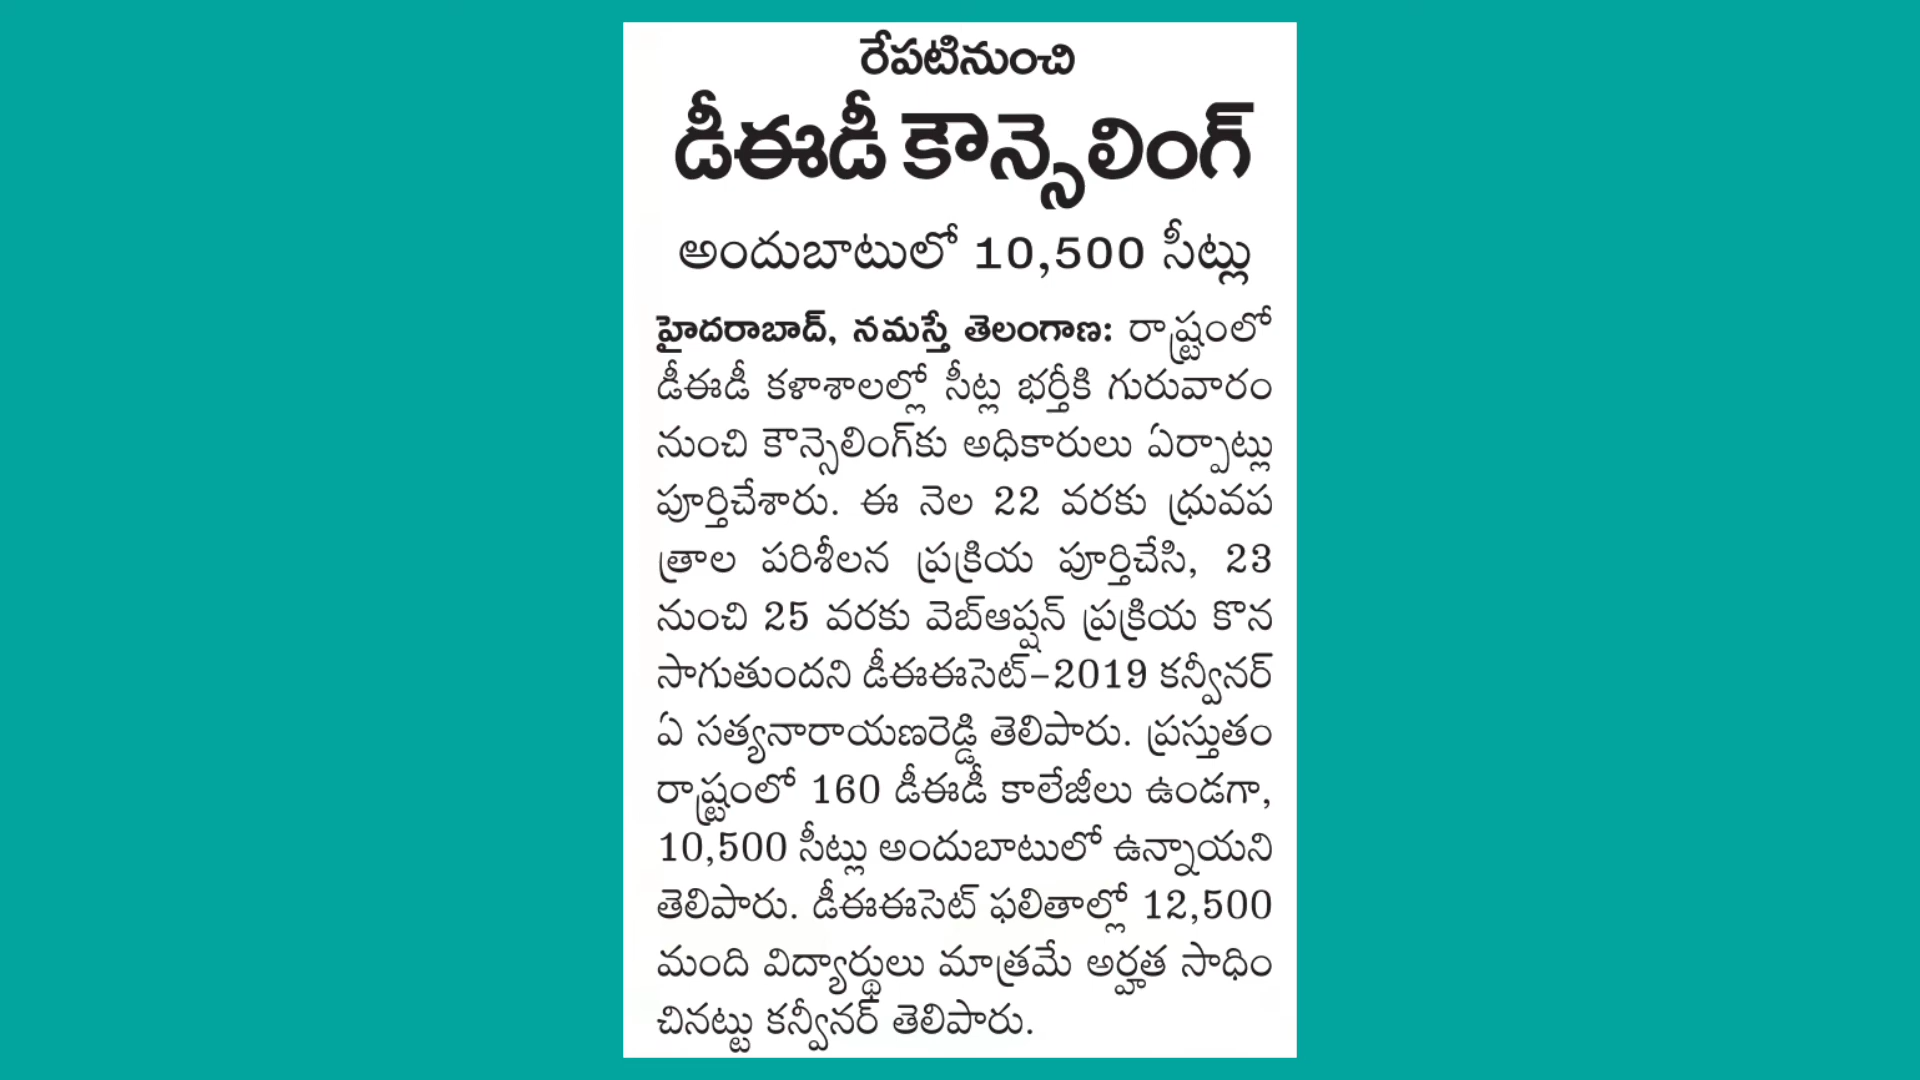 రేపటినుంచి
డీఈడీ కౌన్సెలింగ్
అందుబాటులో 10,500 సీట్లు
హైదరాబాద్, నమస్తే తెలంగాణ: రాష్ట్రంలో
డీఈడీ కళాశాలల్లో సీట్ల భర్తీకి గురువారం
నుంచి కౌన్సెలింగ్‌కు అధికారులు ఏర్పాట్లు
పూర్తిచేశారు. ఈ నెల 22 వరకు ధ్రువప
త్రాల పరిశీలన ప్రక్రియ పూర్తిచేసి, 23
నుంచి 25 వరకు వెబ్‌ఆప్షన్ ప్రక్రియ కొన
సాగుతుందని డీఈఈసెట్-2019 కన్వీనర్
ఏ సత్యనారాయణరెడ్డి తెలిపారు. ప్రస్తుతం
రాష్ట్రంలో 160 డీఈడీ కాలేజీలు ఉండగా,
10,500 సీట్లు అందుబాటులో ఉన్నాయని
తెలిపారు. డీఈఈసెట్ ఫలితాల్లో 12,500
మంది విద్యార్థులు మాత్రమే అర్హత సాధిం
చినట్టు కన్వీనర్ తెలిపారు.